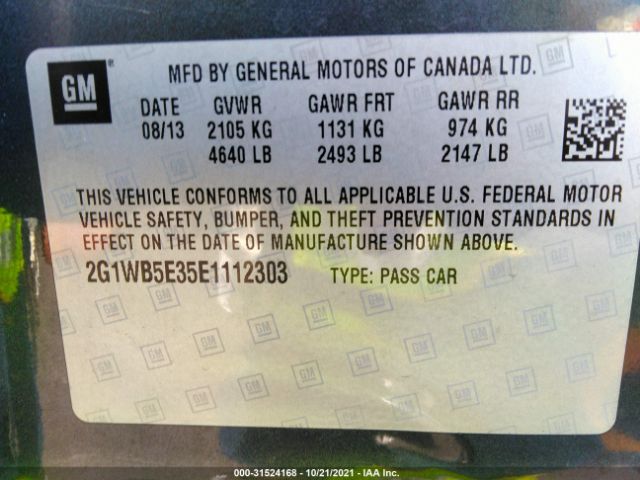 GM
MFD BY GENERAL MOTORS OF CANADA LTD.
DATE GVWR GAWR FRT GAWR RR
08/13 2105 KG 1131 KG 974 KG
4640 LB 2493 LB 2147 LB
THIS VEHICLE CONFORMS TO ALL APPLICABLE U.S. FEDERAL MOTOR
VEHICLE SAFETY, BUMPER, AND THEFT PREVENTION STANDARDS IN
EFFECT ON THE DATE OF MANUFACTURE SHOWN ABOVE.
2G1WB5E35E1112303 TYPE: PASS CAR
000-31524168 - 10/21/2021 - IAA Inc.